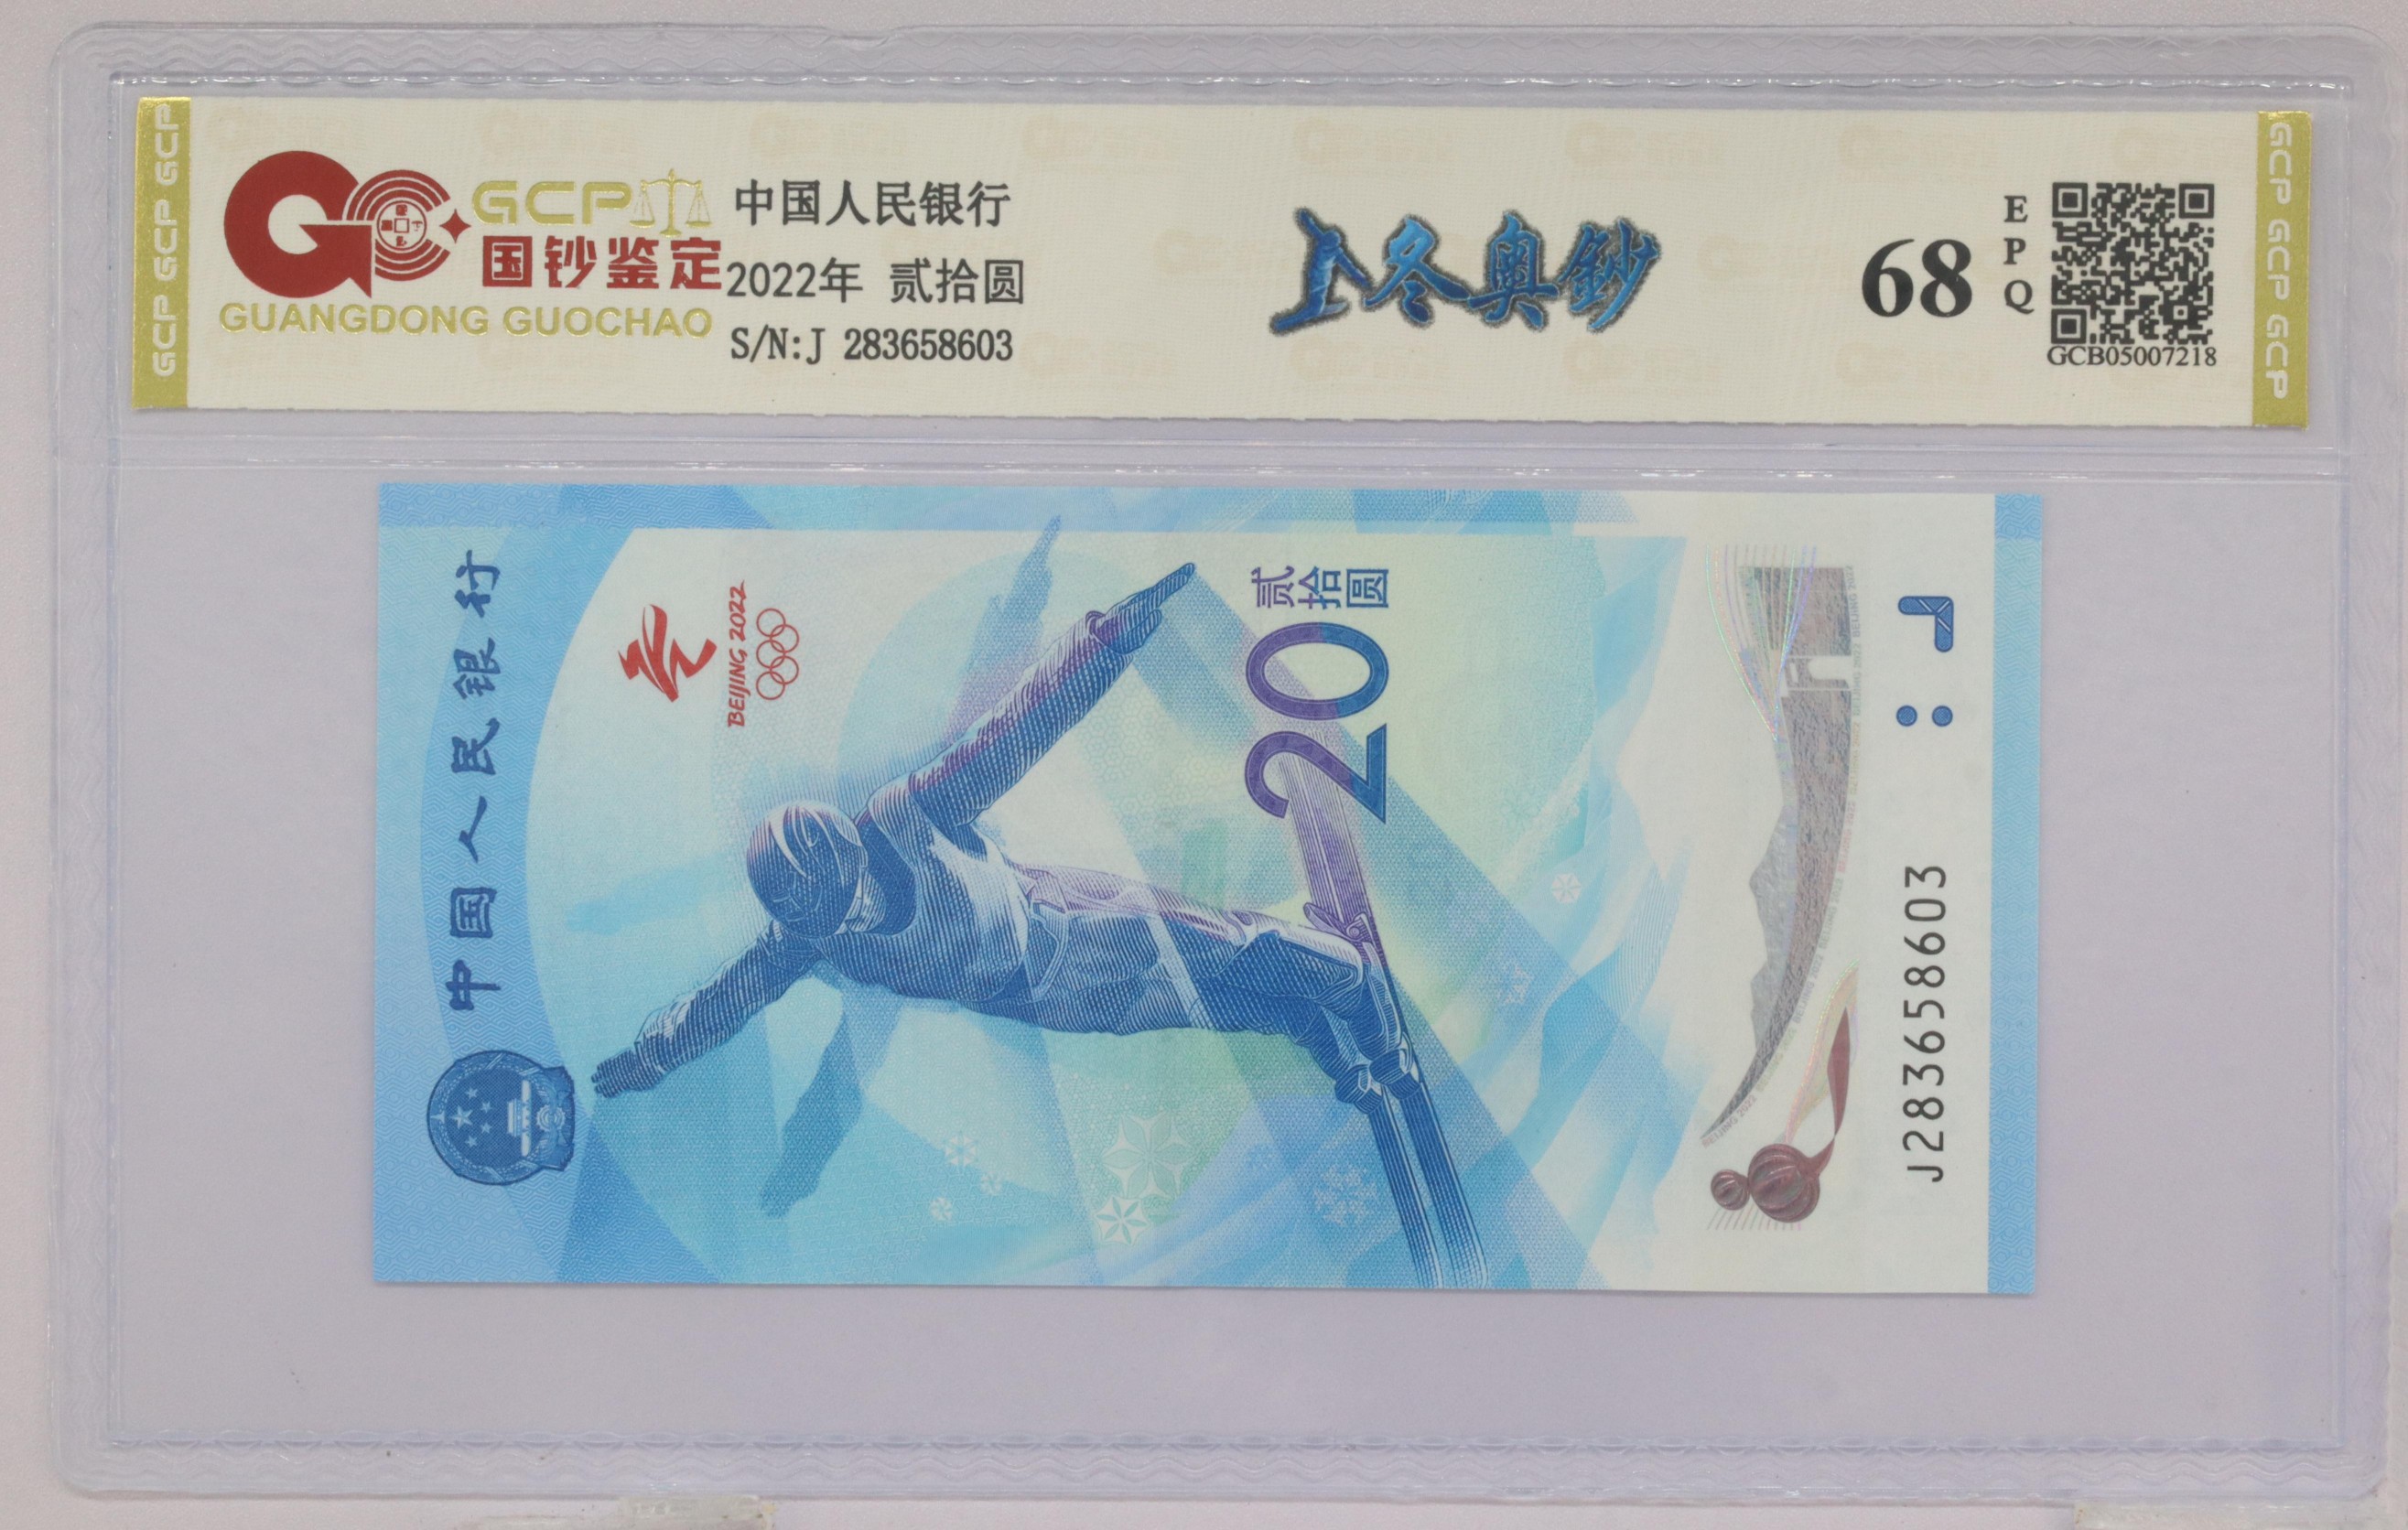 GCP GCP GCP
GCP
国钞鉴定
GUANGDONG GUOCHAO
中国人民银行
2022年 贰拾圆
S/N:J 283658603
上冬奥鈔
68
E
P
Q
GCB05007218
GCP GCP GCP
中国人民银行
BEIJING 2022
贰拾圆
20
J283658603